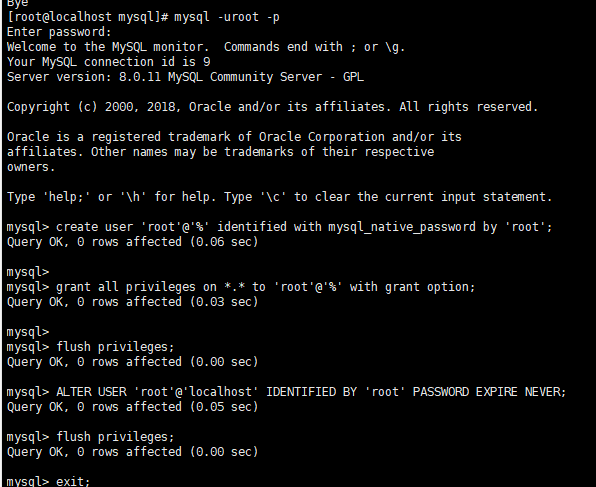 Bye
[root@localhost mysql]# mysql -uroot -p
Enter password:
Welcome to the MySQL monitor.  Commands end with ; or \g.
Your MySQL connection id is 9
Server version: 8.0.11 MySQL Community Server - GPL
Copyright (c) 2000, 2018, Oracle and/or its affiliates. All rights reserved.
Oracle is a registered trademark of Oracle Corporation and/or its
affiliates. Other names may be trademarks of their respective
owners.
Type 'help;' or '\h' for help. Type '\c' to clear the current input statement.
mysql> create user 'root'@'%' identified with mysql_native_password by 'root';
Query OK, 0 rows affected (0.06 sec)
mysql>
mysql> grant all privileges on *.* to 'root'@'%' with grant option;
Query OK, 0 rows affected (0.03 sec)
mysql>
mysql> flush privileges;
Query OK, 0 rows affected (0.00 sec)
mysql> ALTER USER 'root'@'localhost' IDENTIFIED BY 'root' PASSWORD EXPIRE NEVER;
Query OK, 0 rows affected (0.05 sec)
mysql> flush privileges;
Query OK, 0 rows affected (0.00 sec)
mysql> exit;